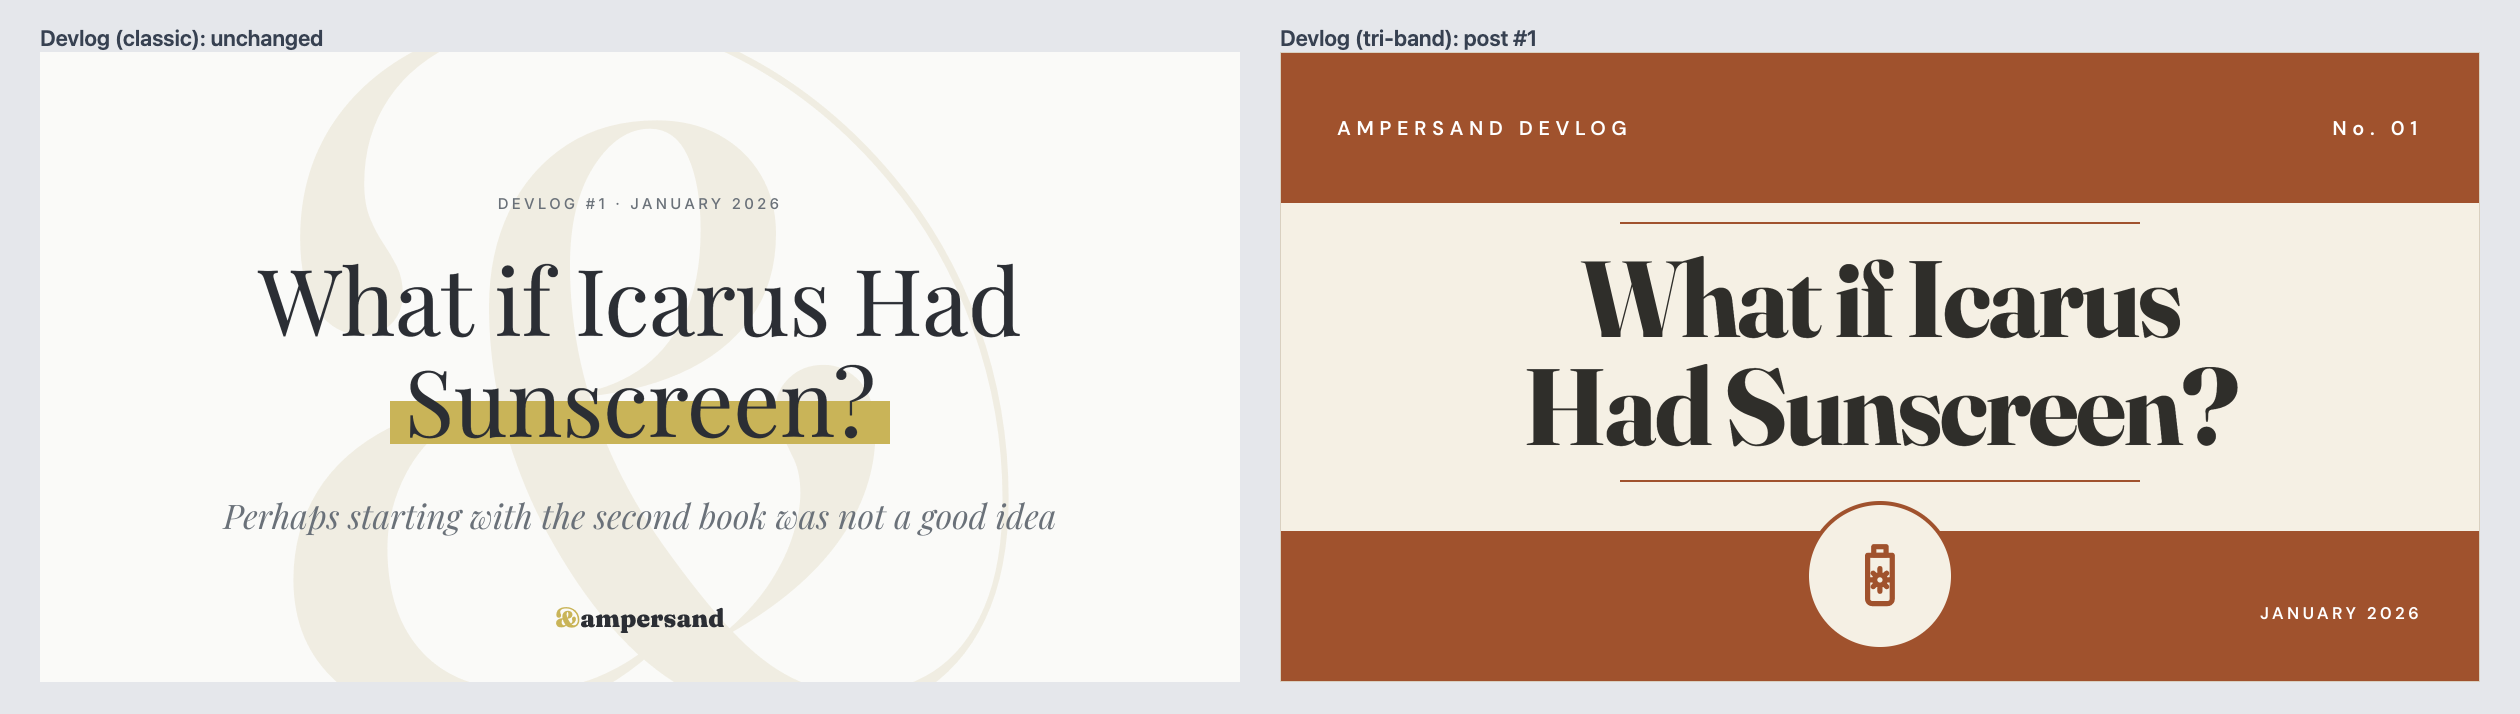 Devlog (classic): unchanged
DEVLOG #1 · JANUARY 2026
What if Icarus Had
Sunscreen?
Perhaps starting with the second book was not a good idea
&ampersand
Devlog (tri-band): post #1
AMPERSAND DEVLOG
No. 01
What if Icarus
Had Sunscreen?
JANUARY 2026